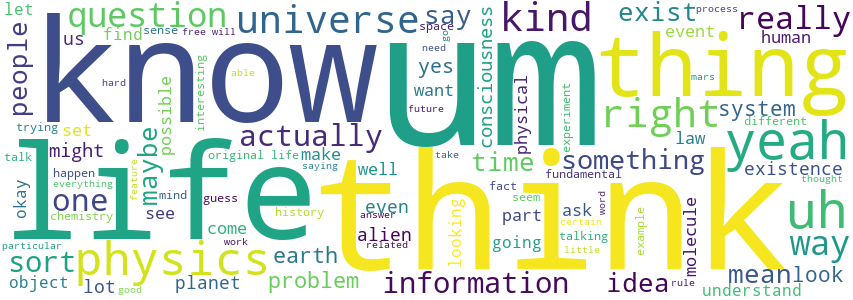 let
question
universe
say
kind
exist
process
really
us
find
sense
free will
space
go
event
human
people
know
um
thing
hard
able
yes
need
want
mars
interesting
possible
consciousness
physical
experiment
future
right
system
different
trying
set
maybe
actually
law
yeah
talk
might
life
original life
make
saying
time
take
something
existence
happen
everything
feature
mind
well
think
fact
fundamental
thought
okay
one
chemistry
see
guess
history
even
looking
seem
part
ask
certain
word
molecule
uh
come
work
answer
alien
related
going
talking
little
example
way
particular
sort
physics
earth
object
lot
good
planet
problem
information
idea
rule
mean
look
understand